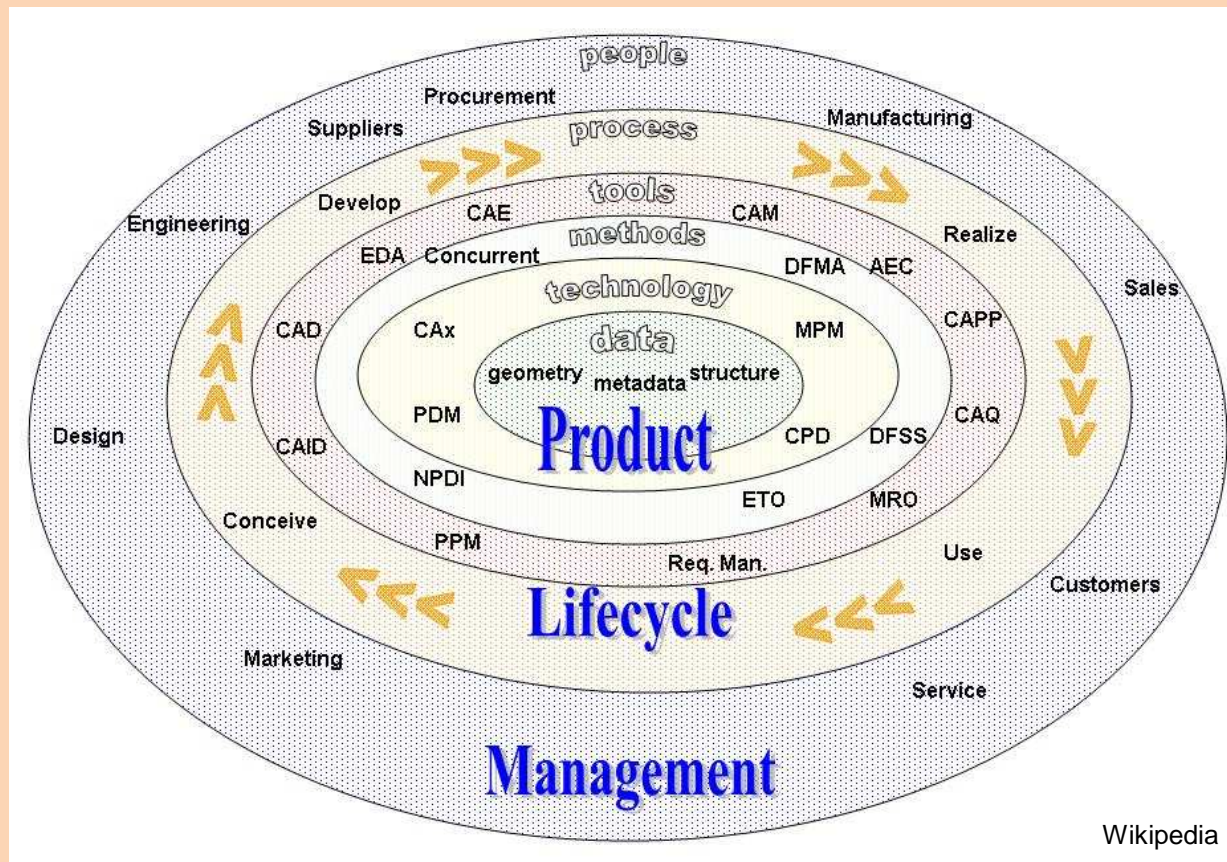 people
Procurement
Suppliers
Manufacturing
process
Engineering
Develop
tools
CAE
CAM
Realize
EDA
Concurrent
methods
DFMA
AEC
Sales
technology
CAD
CAx
MPM
CAPP
data
geometry
metadata
structure
PDM
CPD
DFSS
CAQ
Design
CAID
Product
NPDI
ETO
MRO
Conceive
PPM
Req. Man.
Use
Customers
Lifecycle
Marketing
Service
Management
Wikipedia